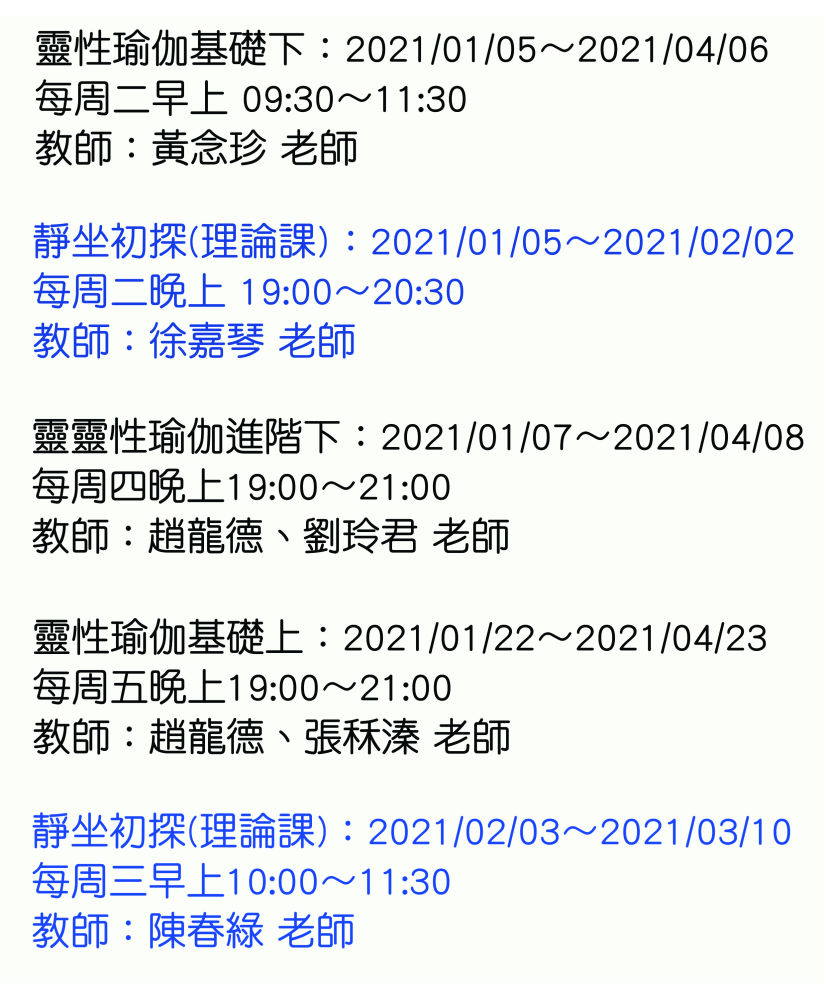 靈性瑜伽基礎下：2021/01/05～2021/04/06
每周二早上 09:30～11:30
教師：黃念珍 老師
靜坐初探(理論課)：2021/01/05～2021/02/02
每周二晚上 19:00～20:30
教師：徐嘉琴 老師
靈靈性瑜伽進階下：2021/01/07～2021/04/08
每周四晚上19:00～21:00
教師：趙龍德、劉玲君 老師
靈性瑜伽基礎上：2021/01/22～2021/04/23
每周五晚上19:00～21:00
教師：趙龍德、張秝溱 老師
靜坐初探(理論課)：2021/02/03～2021/03/10
每周三早上10:00～11:30
教師：陳春綠 老師